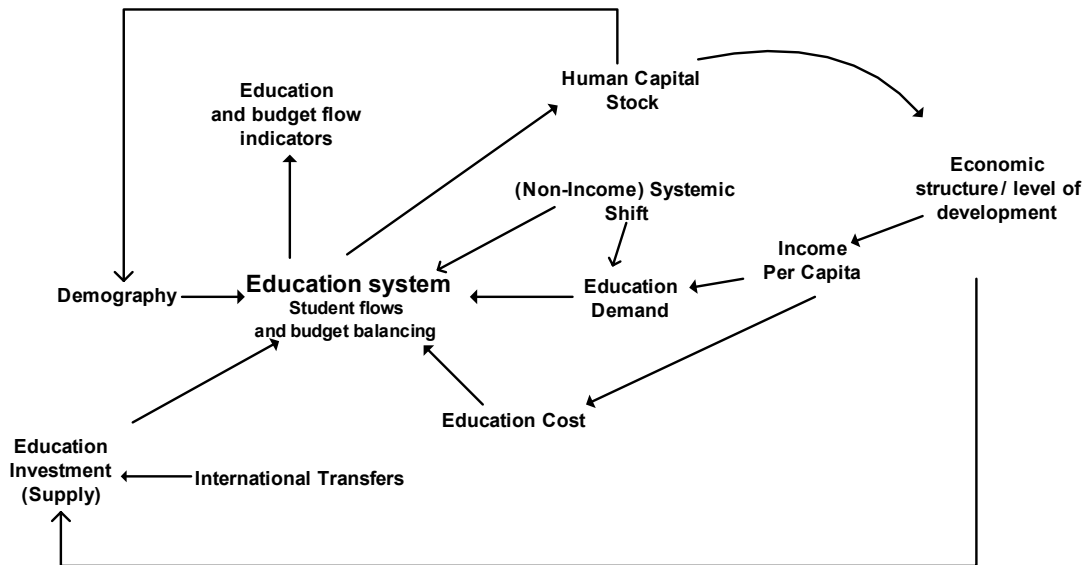 Human Capital
Stock
Education
and budget flow
indicators
Economic
structure/ level of
development
(Non-Income) Systemic
Shift
Income
Per Capita
Demography
Education system
Student flows
and budget balancing
Education
Demand
Education Cost
Education
Investment
(Supply)
International Transfers